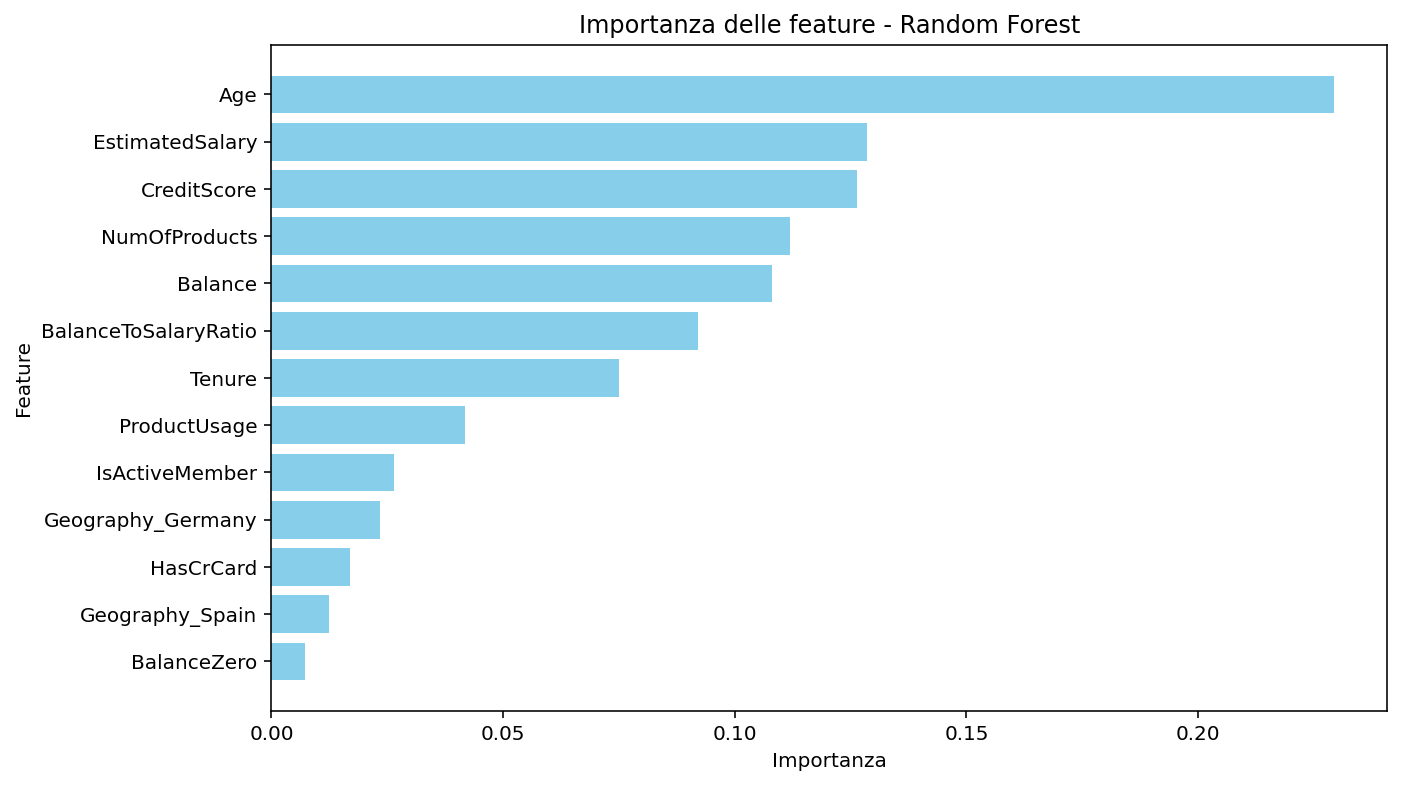 Importanza delle feature - Random Forest
Feature
Age
EstimatedSalary
CreditScore
NumOfProducts
Balance
BalanceToSalaryRatio
Tenure
ProductUsage
IsActiveMember
Geography_Germany
HasCrCard
Geography_Spain
BalanceZero
0.00 0.05 0.10 0.15 0.20
Importanza